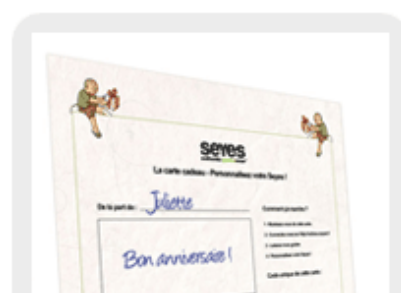 seyes
La carte cadeau - Personnalisez votre Seyes !
De la part de : Juliette
Comment ça marche ?
Bon anniversaire !
Code unique de cette carte :